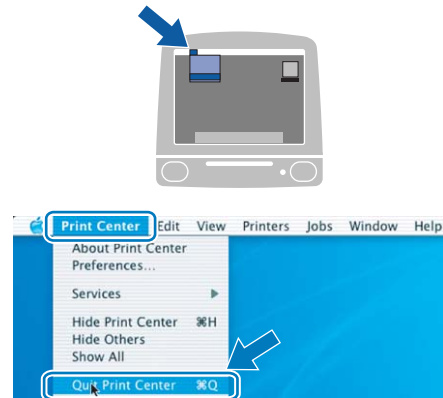 Print Center Edit View Printers Jobs Window Help
About Print Center
Preferences...
Services
Hide Print Center ⌘H
Hide Others
Show All
Quit Print Center ⌘Q